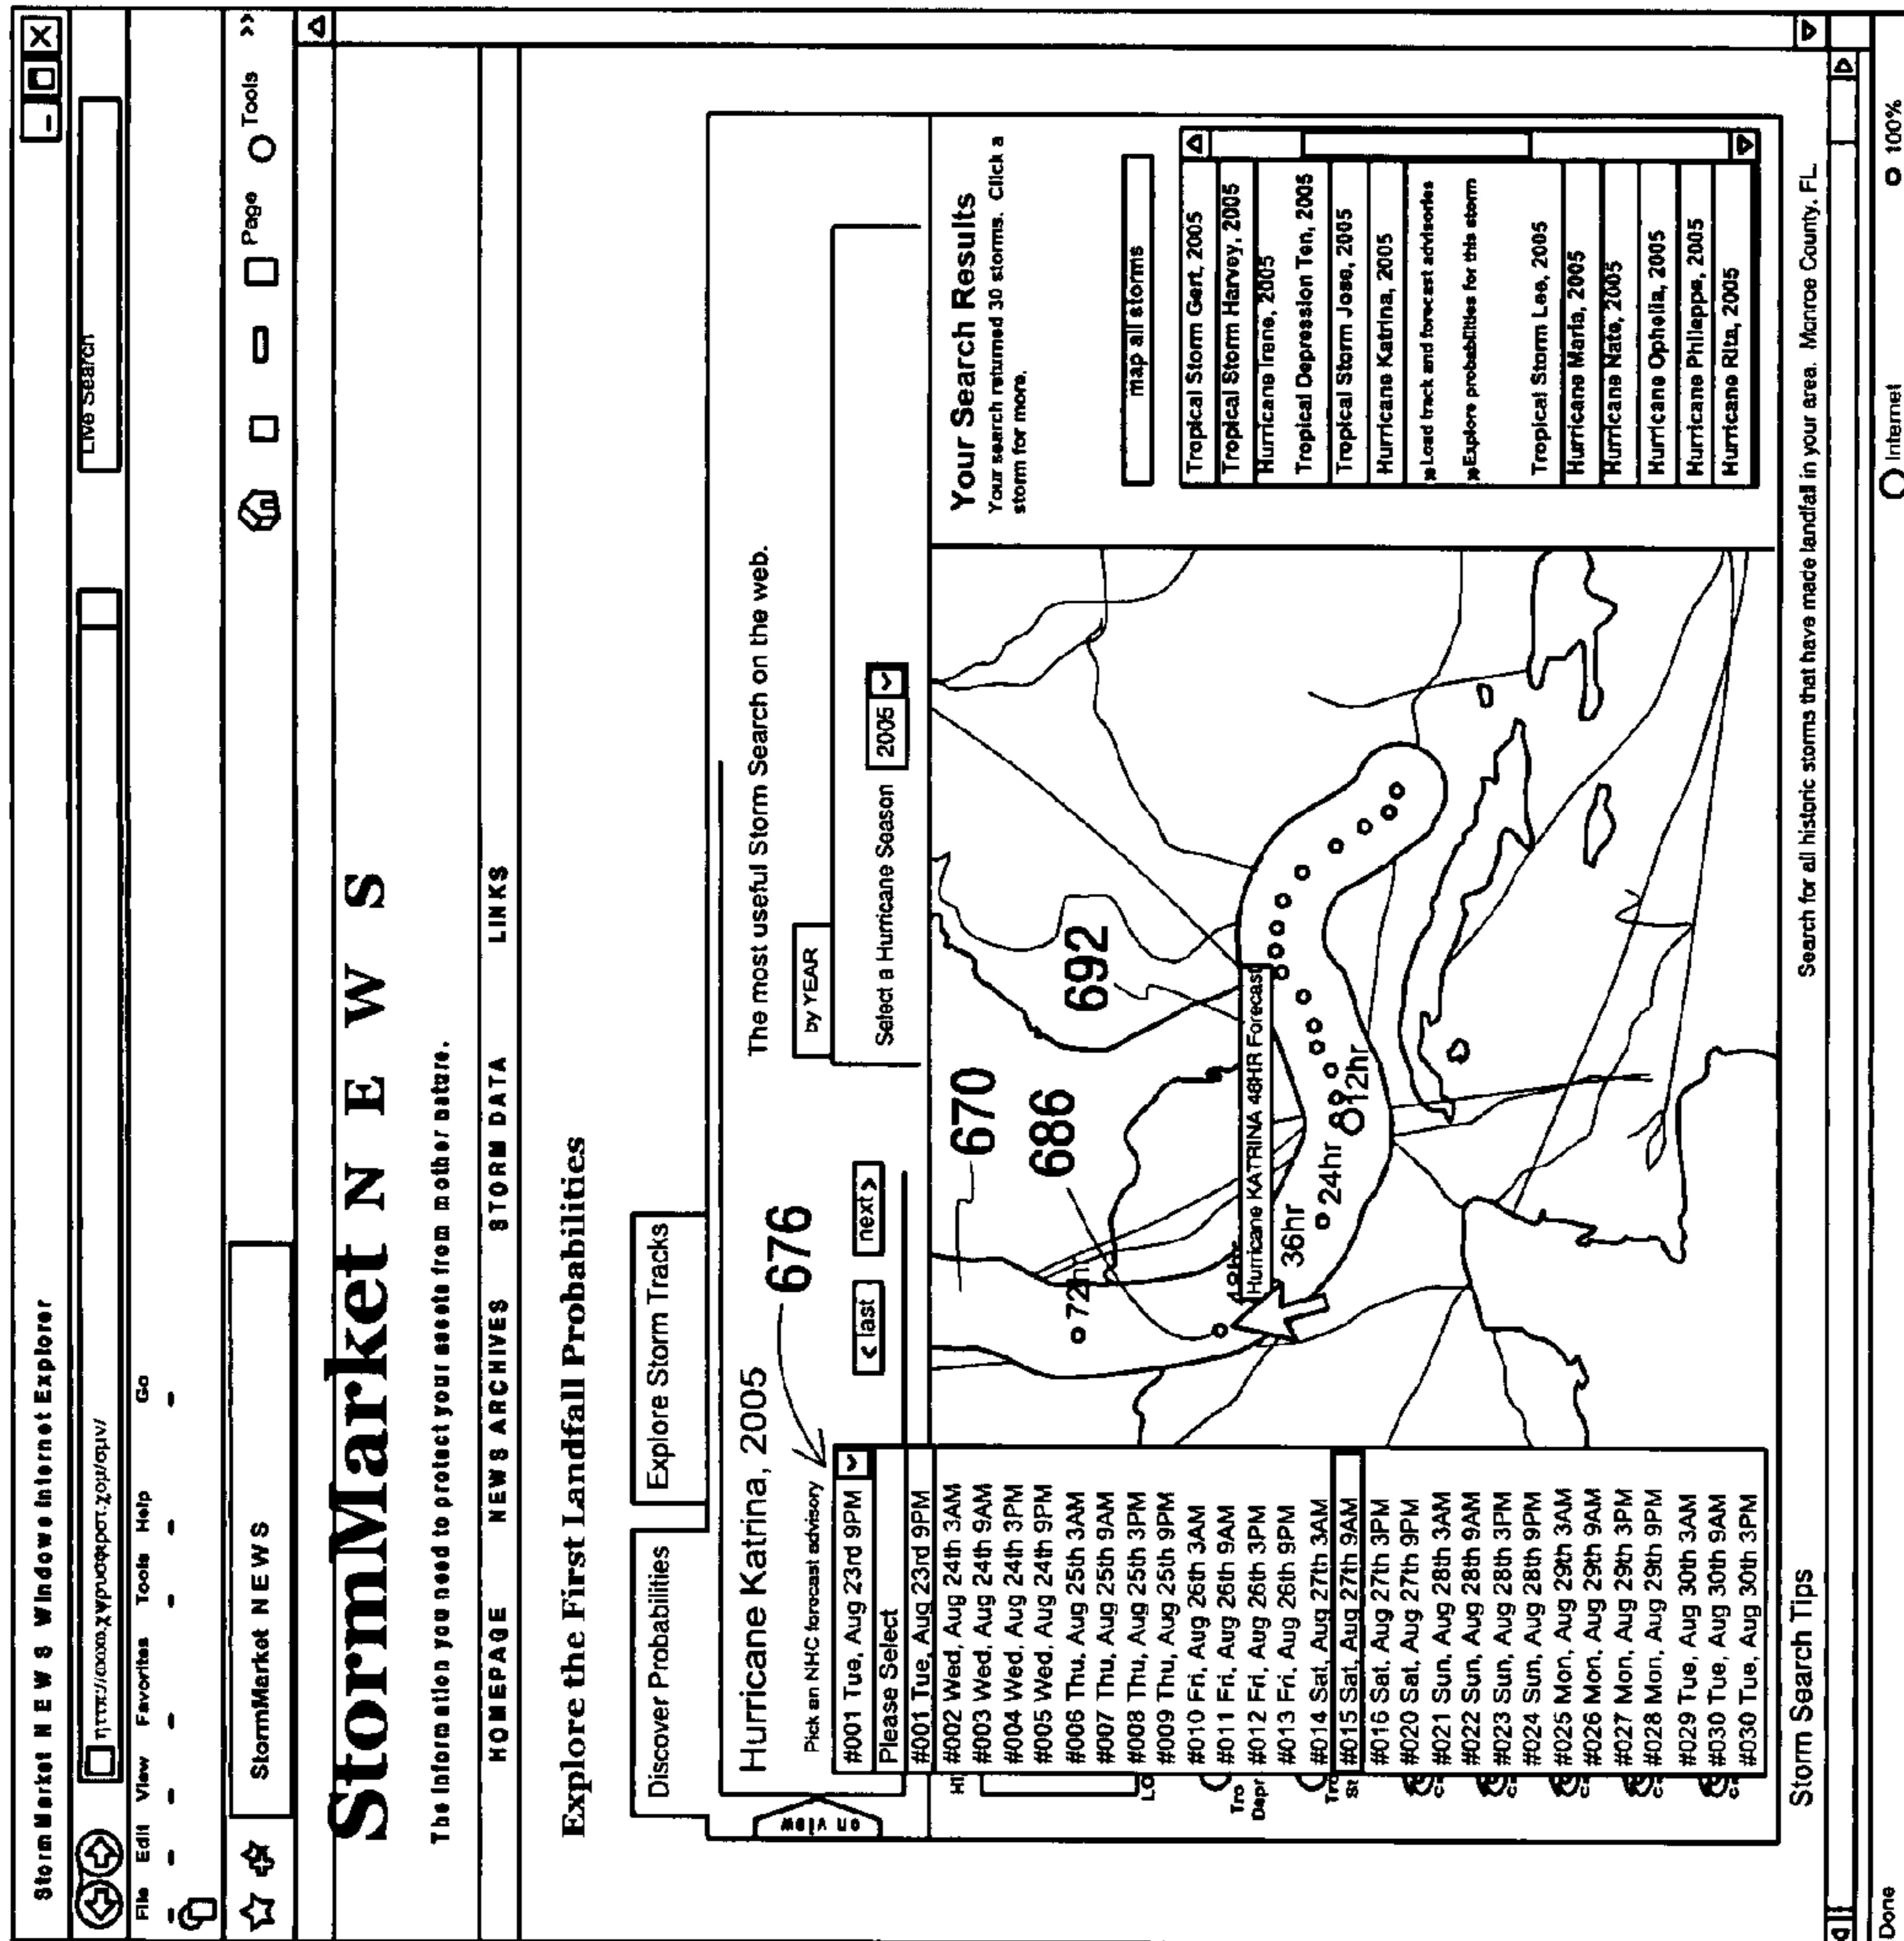 StormMarket N E W S Windows Internet Explorer
ηττπ://ωωω.χψρυσφερστ.χομ/σμν/
Live Search
File Edit View Favorites Tools Help Go
StormMarket N E W S
Page Tools »
StormMarket N E W S
The information you need to protect your assets from mother nature.
HOMEPAGE NEWS ARCHIVES STORM DATA LINKS
Explore the First Landfall Probabilities
Discover Probabilities Explore Storm Tracks
Hurricane Katrina, 2005
676
The most useful Storm Search on the web.
Pick an NHC forecast advisory
by YEAR
#001 Tue, Aug 23rd 9PM
< last next >
Select a Hurricane Season 2005
on view
Please Select
#001 Tue, Aug 23rd 9PM
#002 Wed, Aug 24th 3AM
#003 Wed, Aug 24th 9AM
#004 Wed, Aug 24th 3PM
#005 Wed, Aug 24th 9PM
#006 Thu, Aug 25th 3AM
#007 Thu, Aug 25th 9AM
#008 Thu, Aug 25th 3PM
#009 Thu, Aug 25th 9PM
#010 Fri, Aug 26th 3AM
#011 Fri, Aug 26th 9AM
#012 Fri, Aug 26th 3PM
#013 Fri, Aug 26th 9PM
#014 Sat, Aug 27th 3AM
#015 Sat, Aug 27th 9AM
#016 Sat, Aug 27th 3PM
#020 Sat, Aug 27th 9PM
#021 Sun, Aug 28th 3AM
#022 Sun, Aug 28th 9AM
#023 Sun, Aug 28th 3PM
#024 Sun, Aug 28th 9PM
#025 Mon, Aug 29th 3AM
#026 Mon, Aug 29th 9AM
#027 Mon, Aug 29th 3PM
#028 Mon, Aug 29th 9PM
#029 Tue, Aug 30th 3AM
#030 Tue, Aug 30th 9AM
#030 Tue, Aug 30th 3PM
Tro
Depr
St
670
686
692
72h
Hurricane KATRINA 48HR Forecast
36hr
24hr
12hr
Your Search Results
Your search returned 30 storms. Click a
storm for more.
map all storms
Tropical Storm Gert, 2005
Tropical Storm Harvey, 2005
Hurricane Irene, 2005
Tropical Depression Ten, 2005
Tropical Storm Jose, 2005
Hurricane Katrina, 2005
»Load track and forecast advisories
»Explore probabilities for this storm
Tropical Storm Lee, 2005
Hurricane Maria, 2005
Hurricane Nate, 2005
Hurricane Ophelia, 2005
Hurricane Phileppe, 2005
Hurricane Rita, 2005
Storm Search Tips
Search for all historic storms that have made landfall in your area. Monroe County. FL.
Done
Internet
100%